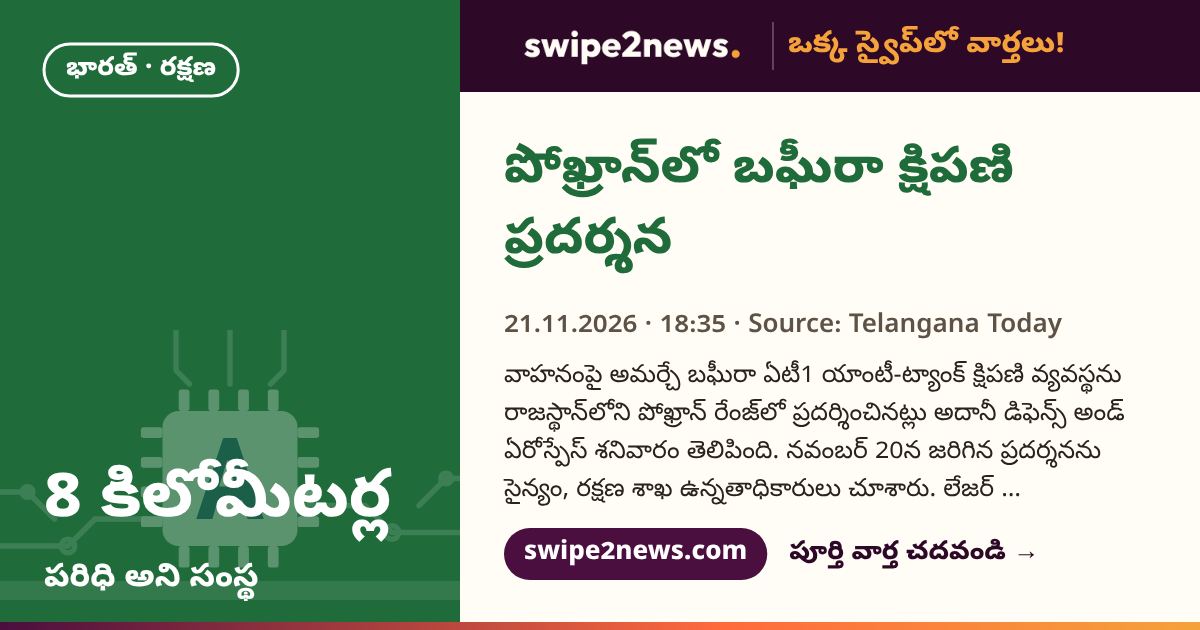 భారత్ · రక్షణ
8 కిలోమీటర్ల
పరిధి అని సంస్థ
swipe2news.
ఒక్క స్వైప్‌లో వార్తలు!
పోఖ్రాన్‌లో బఘీరా క్షిపణి
ప్రదర్శన
21.11.2026 · 18:35 · Source: Telangana Today
వాహనంపై అమర్చే బఘీరా ఏటీ1 యాంటీ-ట్యాంక్ క్షిపణి వ్యవస్థను
రాజస్థాన్‌లోని పోఖ్రాన్ రేంజ్‌లో ప్రదర్శించినట్లు అదానీ డిఫెన్స్ అండ్
ఏరోస్పేస్ శనివారం తెలిపింది. నవంబర్ 20న జరిగిన ప్రదర్శనను
సైన్యం, రక్షణ శాఖ ఉన్నతాధికారులు చూశారు. లేజర్ ...
swipe2news.com
పూర్తి వార్త చదవండి →